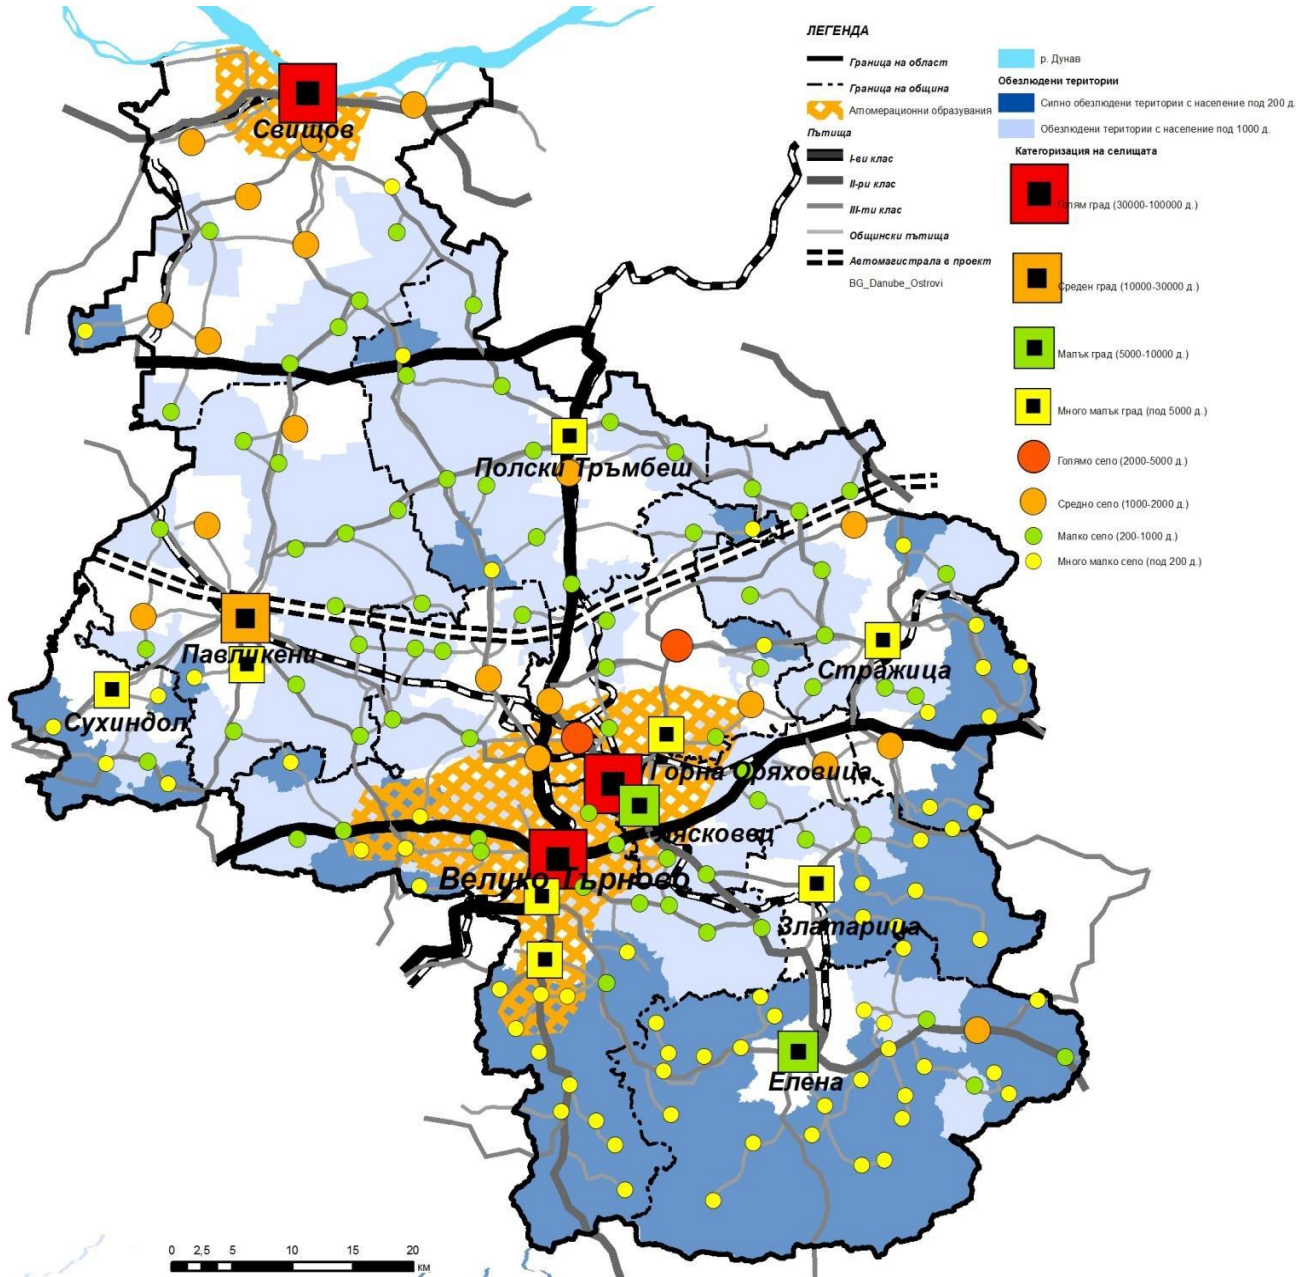 ЛЕГЕНДА
Граница на област
Граница на община
Агломерационни образувания
Пътища
I-ви клас
II-ри клас
III-ти клас
Общински пътища
Автомагистрала в проект
BG_Danube_Ostrovi
р. Дунав
Обезлюдени територии
Силно обезлюдени територии с население под 200 д.
Обезлюдени територии с население под 1000 д.
Категоризация на селищата
Голям град (30000-100000 д.)
Среден град (10000-30000 д.)
Малък град (5000-10000 д.)
Много малък град (под 5000 д.)
Голямо село (2000-5000 д.)
Средно село (1000-2000 д.)
Малко село (200-1000 д.)
Много малко село (под 200 д.)
Свищов
Полски Тръмбеш
Павликени
Стражица
Сухиндол
Горна Оряховица
Лясковец
Велико Търново
Златарица
Елена
0 2,5 5 10 15 20
км